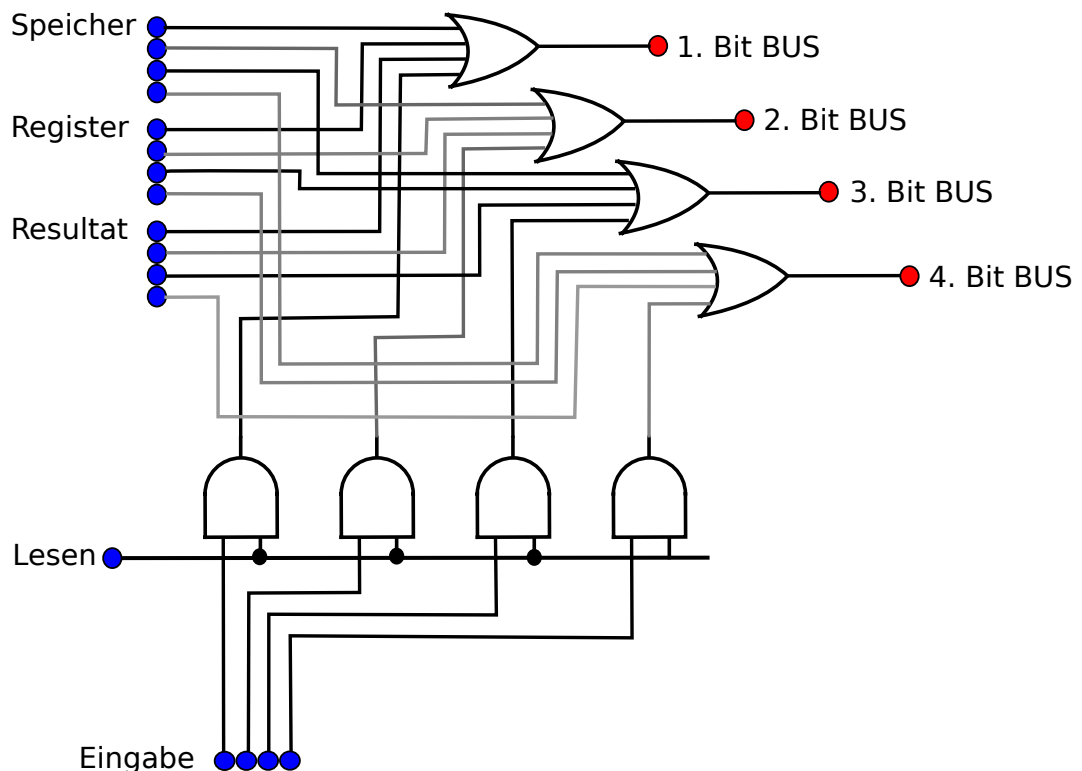 Speicher
1. Bit BUS
2. Bit BUS
Register
3. Bit BUS
Resultat
4. Bit BUS
Lesen
Eingabe